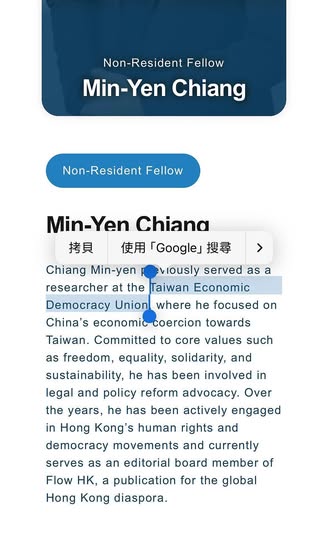 Non-Resident Fellow
Min-Yen Chiang
Non-Resident Fellow
Min-Yen Chiang
拷貝
使用「Google」搜尋
Chiang Min-yen previously served as a
researcher at the Taiwan Economic
Democracy Union, where he focused on
China's economic coercion towards
Taiwan. Committed to core values such
as freedom, equality, solidarity, and
sustainability, he has been involved in
legal and policy reform advocacy. Over
the years, he has been actively engaged
in Hong Kong's human rights and
democracy movements and currently
serves as an editorial board member of
Flow HK, a publication for the global
Hong Kong diaspora.